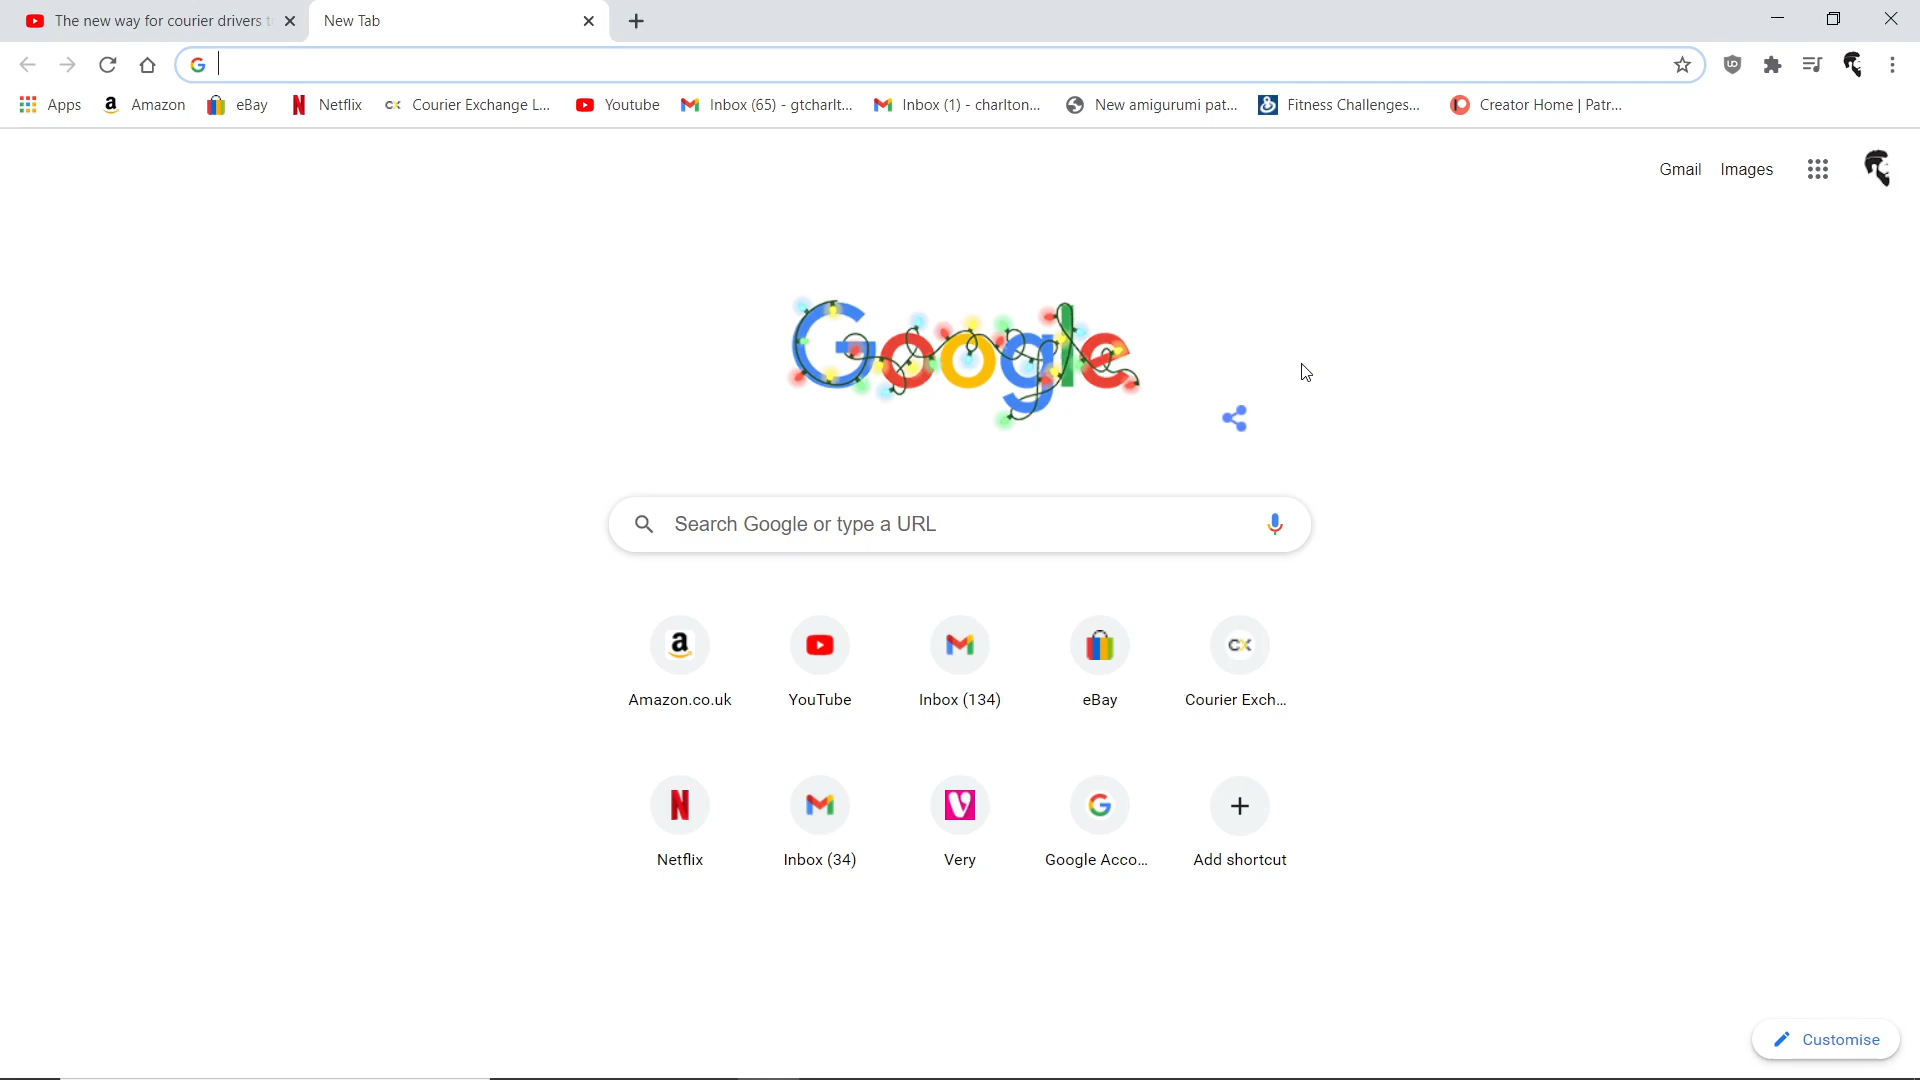 The new way for courier drivers t
New Tab
Apps
Amazon
eBay
Netflix
Courier Exchange L...
Youtube
Inbox (65) - gtcharlt...
Inbox (1) - charlton...
New amigurumi pat...
Fitness Challenges...
Creator Home | Patr...
Gmail
Images
Google
Search Google or type a URL
Amazon.co.uk
YouTube
Inbox (134)
eBay
Courier Exch...
Netflix
Inbox (34)
Very
Google Acco...
Add shortcut
Customise